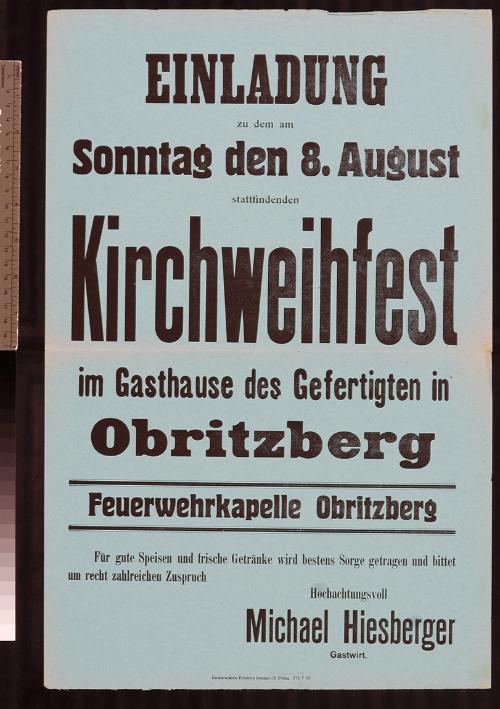 EINLADUNG
zu dem am
Sonntag den 8. August
stattfindenden
Kirchweihfest
im Gasthause des Gefertigten in
Obritzberg
Feuerwehrkapelle Obritzberg
Für gute Speisen und frische Getränke wird bestens Sorge getragen und bittet
um recht zahlreichen Zuspruch
Hochachtungsvoll
Michael Hiesberger
Gastwirt.